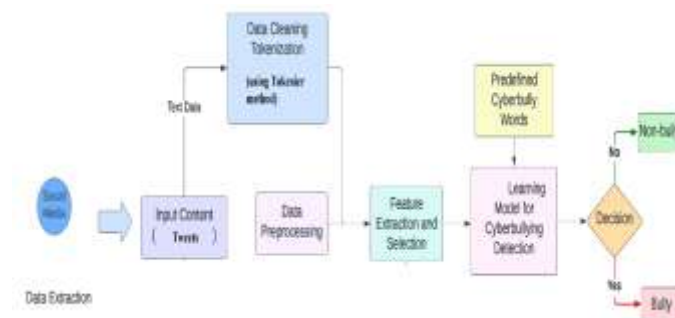 Data Cleaning
Tokenization
(using Tokenier
method)
Text Data
Predefined
Cyberbully
Words
Non-bully
No
Social
Media
Input Content
( Tweets )
Data
Preprocessing
Feature
Extraction and
Selection
Learning
Model for
Cyberbullying
Detection
Decision
Yes
Bully
Data Extraction